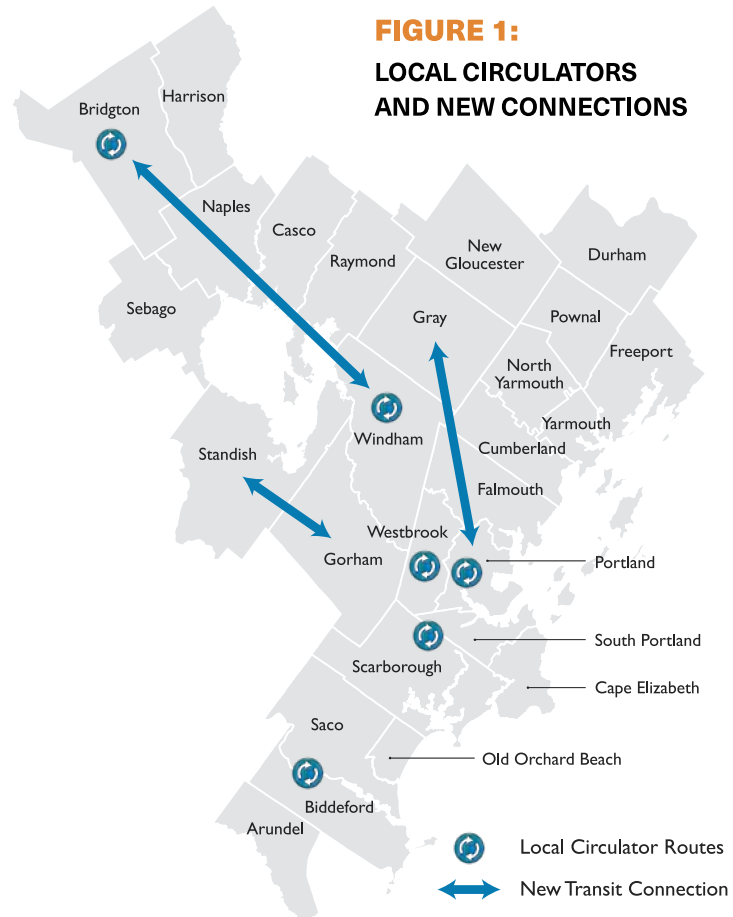 FIGURE 1:
LOCAL CIRCULATORS
AND NEW CONNECTIONS
Harrison
Bridgton
Naples
Casco
Raymond
New
Gloucester
Durham
Sebago
Gray
Pownal
Freeport
North
Yarmouth
Yarmouth
Windham
Cumberland
Standish
Falmouth
Westbrook
Gorham
Portland
South Portland
Scarborough
Cape Elizabeth
Saco
Old Orchard Beach
Biddeford
Arundel
Local Circulator Routes
New Transit Connection